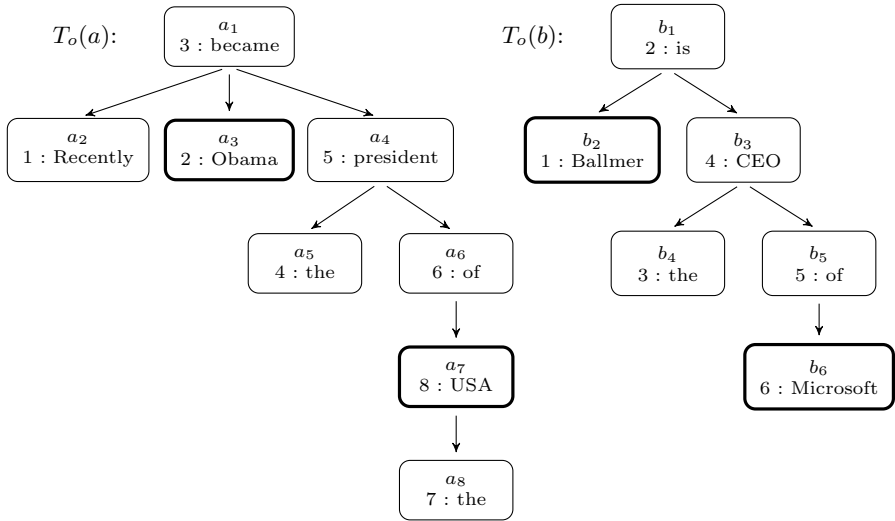 T_o(a):
a_1
3 : became
a_2
1 : Recently
a_3
2 : Obama
a_4
5 : president
a_5
4 : the
a_6
6 : of
a_7
8 : USA
a_8
7 : the
T_o(b):
b_1
2 : is
b_2
1 : Ballmer
b_3
4 : CEO
b_4
3 : the
b_5
5 : of
b_6
6 : Microsoft